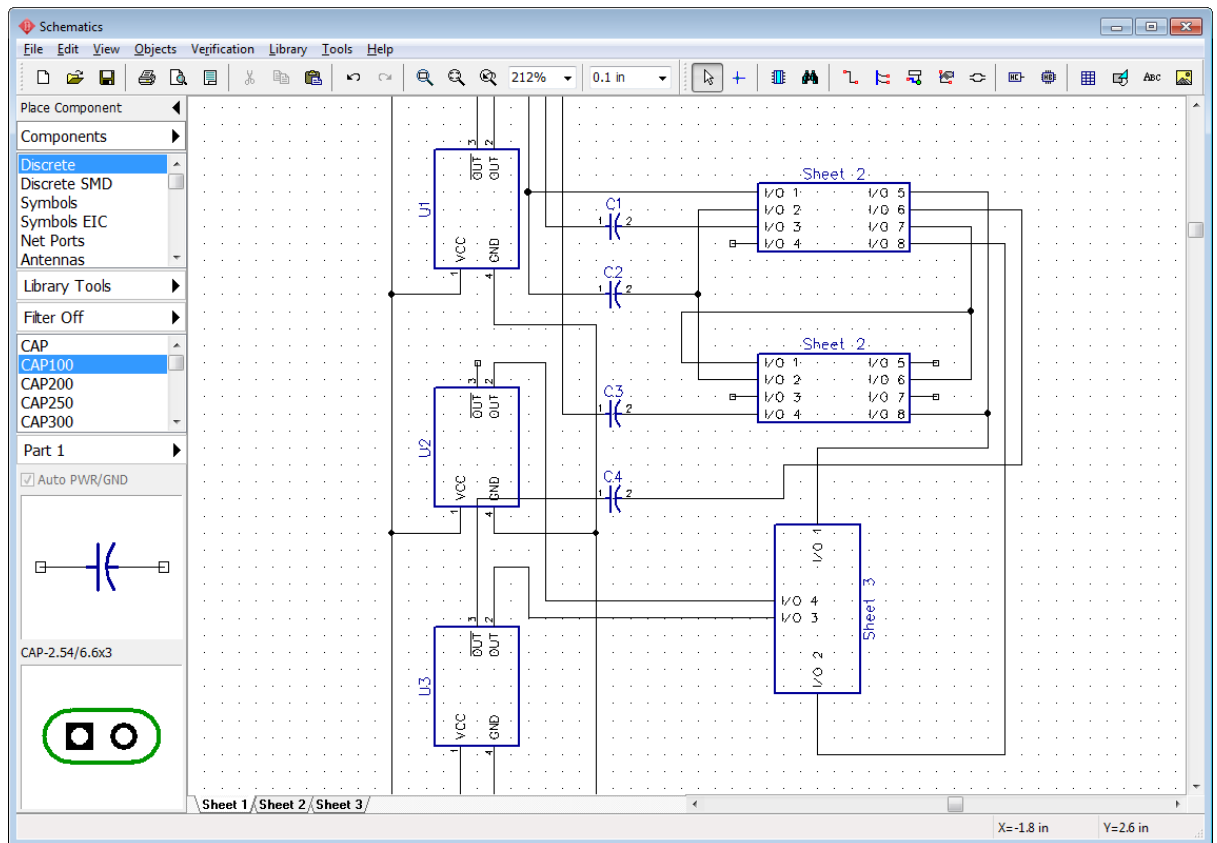 Schematics
File Edit View Objects Verification Library Tools Help
212% 0.1 in ABC
Place Component
Components
Discrete
Discrete SMD
Symbols
Symbols EIC
Net Ports
Antennas
Library Tools
Filter Off
CAP
CAP100
CAP200
CAP250
CAP300
Part 1
Auto PWR/GND
CAP-2.54/6.6x3
3 2
OUT OUT
U1
VCC GND
1 4
C1
1 2
C2
1 2
Sheet 2
I/O 1 I/O 5
I/O 2 I/O 6
I/O 3 I/O 7
I/O 4 I/O 8
3 2
OUT OUT
U2
VCC GND
1 4
C3
1 2
C4
1 2
Sheet 2
I/O 1 I/O 5
I/O 2 I/O 6
I/O 3 I/O 7
I/O 4 I/O 8
3 2
OUT OUT
U3
VCC GND
1 4
I/O 1
I/O 4
I/O 3
I/O 2
Sheet 3
Sheet 1 Sheet 2 Sheet 3
X=-1.8 in Y=2.6 in